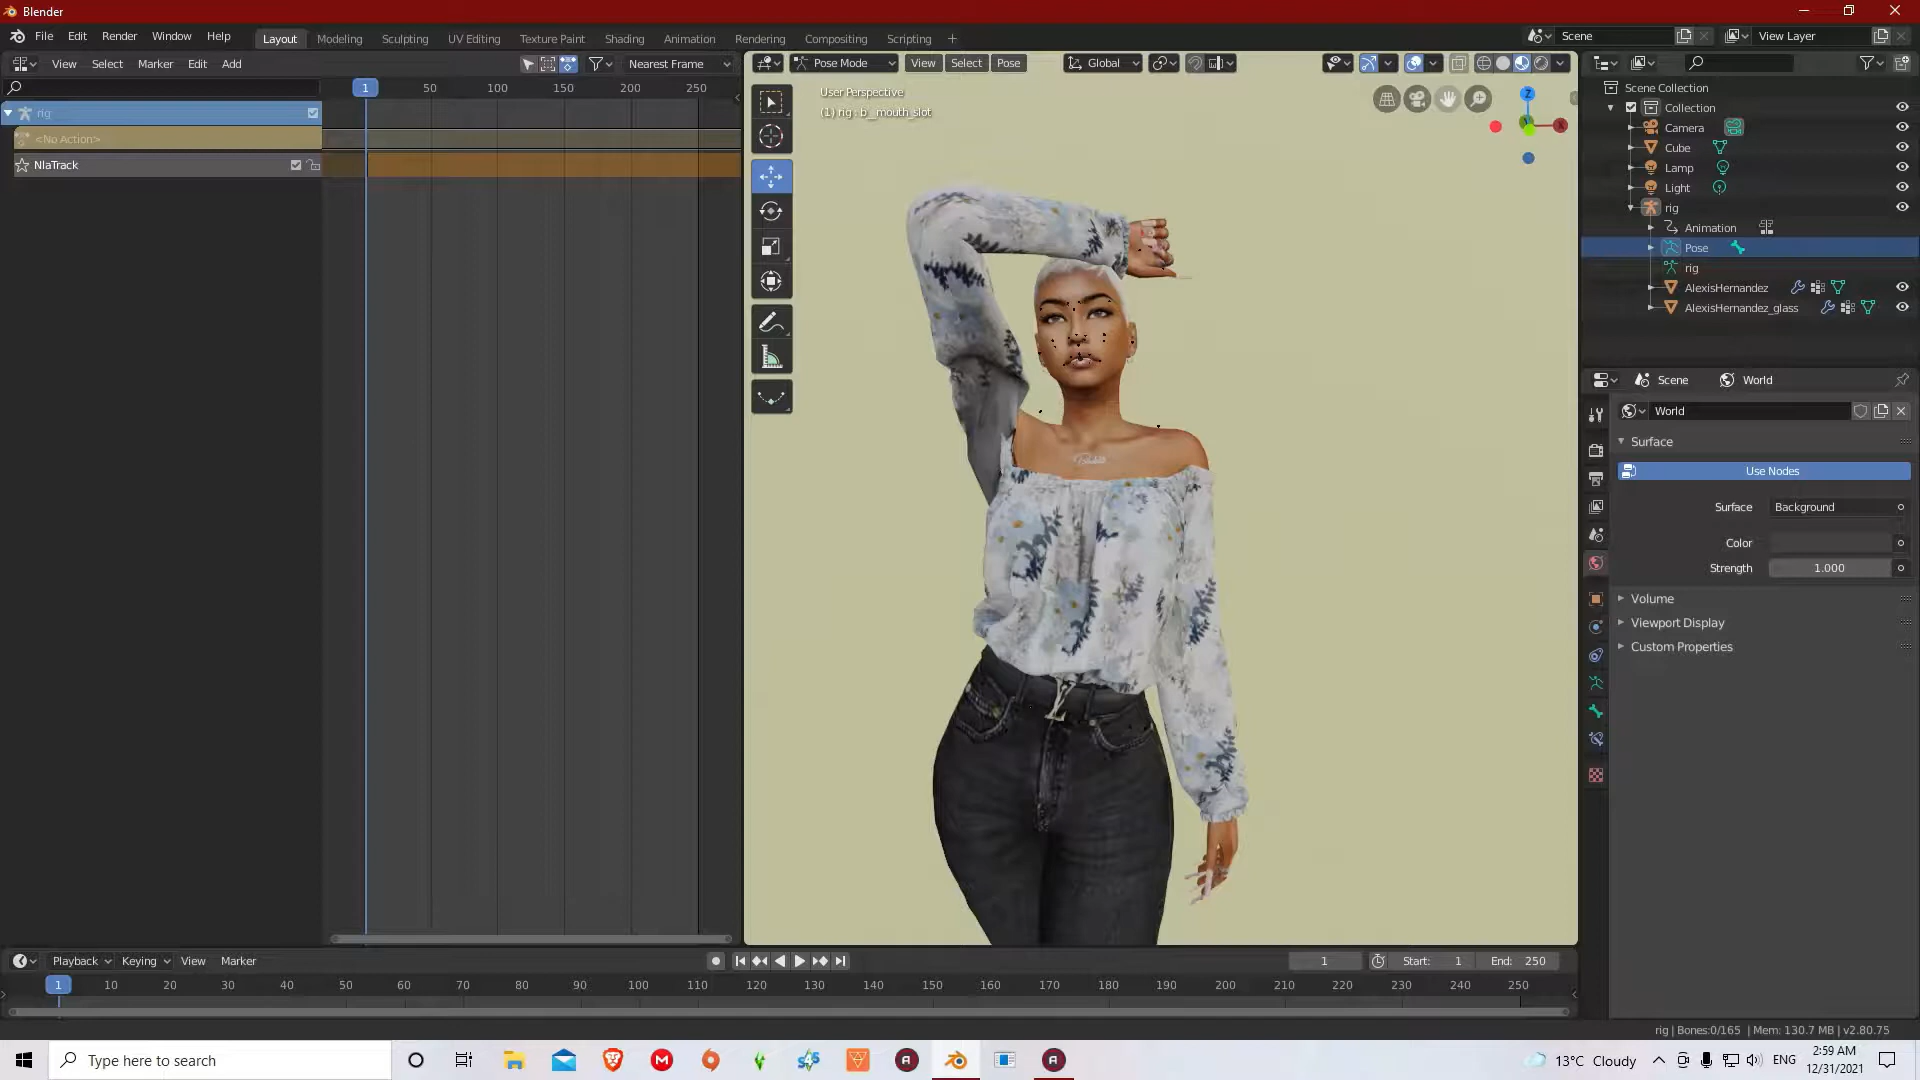 Blender
File Edit Render Window Help
Layout Modeling Sculpting UV Editing Texture Paint Shading Animation Rendering Compositing Scripting
Scene
View Layer
View Select Marker Edit Add
Nearest Frame
Pose Mode
View Select Pose
Global
1 50 100 150 200 250
rig
<No Action>
NlaTrack
User Perspective
(1) rig : b__mouth_slot
Z
X
Scene Collection
Collection
Camera
Cube
Lamp
Light
rig
Animation
Pose
rig
AlexisHernandez
AlexisHernandez_glass
Scene
World
World
Surface
Use Nodes
Surface Background
Color
Strength 1.000
Volume
Viewport Display
Custom Properties
Playback Keying View Marker
1
Start: 1
End: 250
1 10 20 30 40 50 60 70 80 90 100 110 120 130 140 150 160 170 180 190 200 210 220 230 240 250
rig | Bones:0/165 | Mem: 130.7 MB | v2.80.75
Type here to search
13°C Cloudy
ENG
2:59 AM
12/31/2021